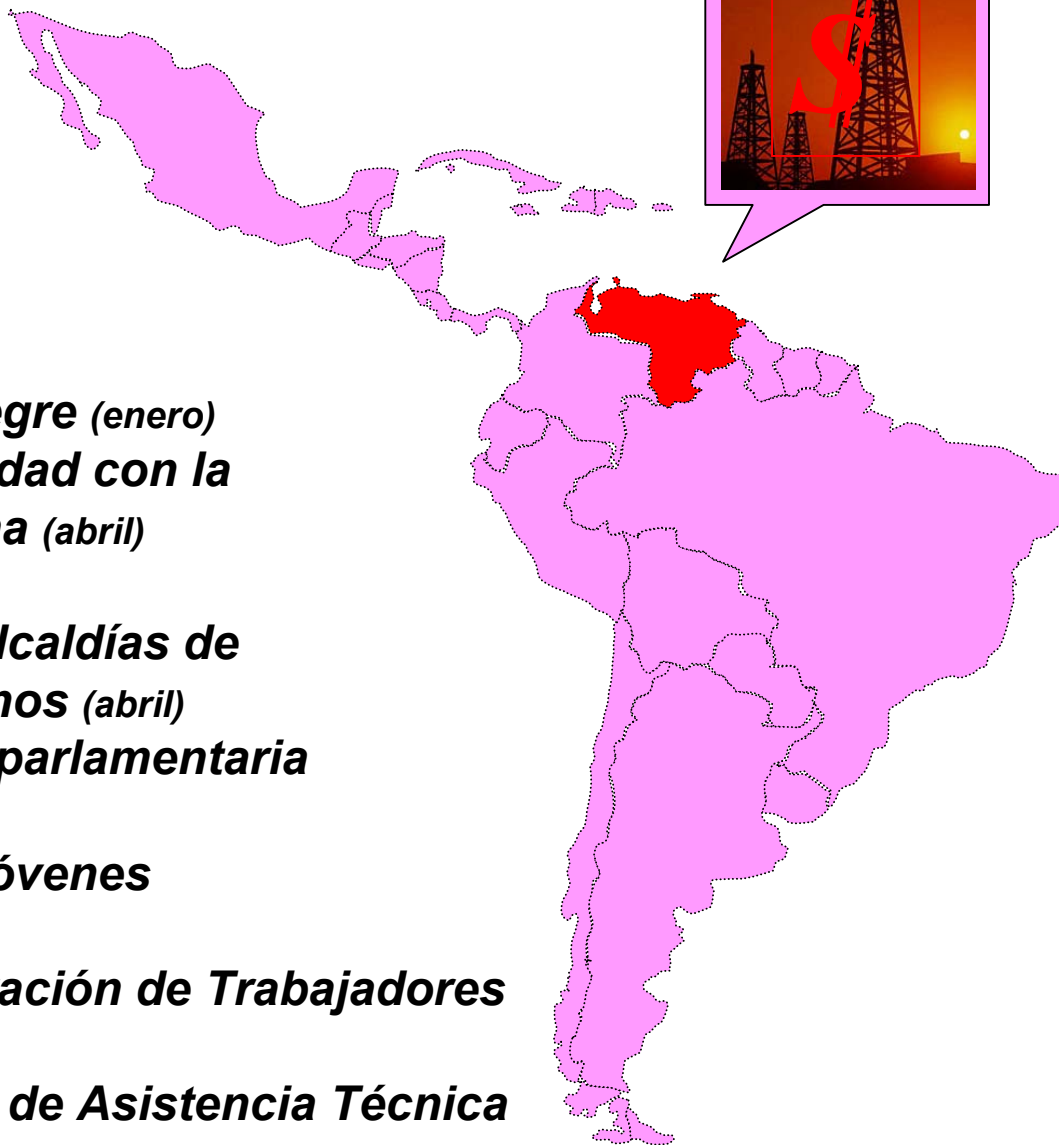 $
egre (enero)
dad con la
a (abril)
lcaldías de
nos (abril)
parlamentaria
óvenes
ación de Trabajadores
de Asistencia Técnica